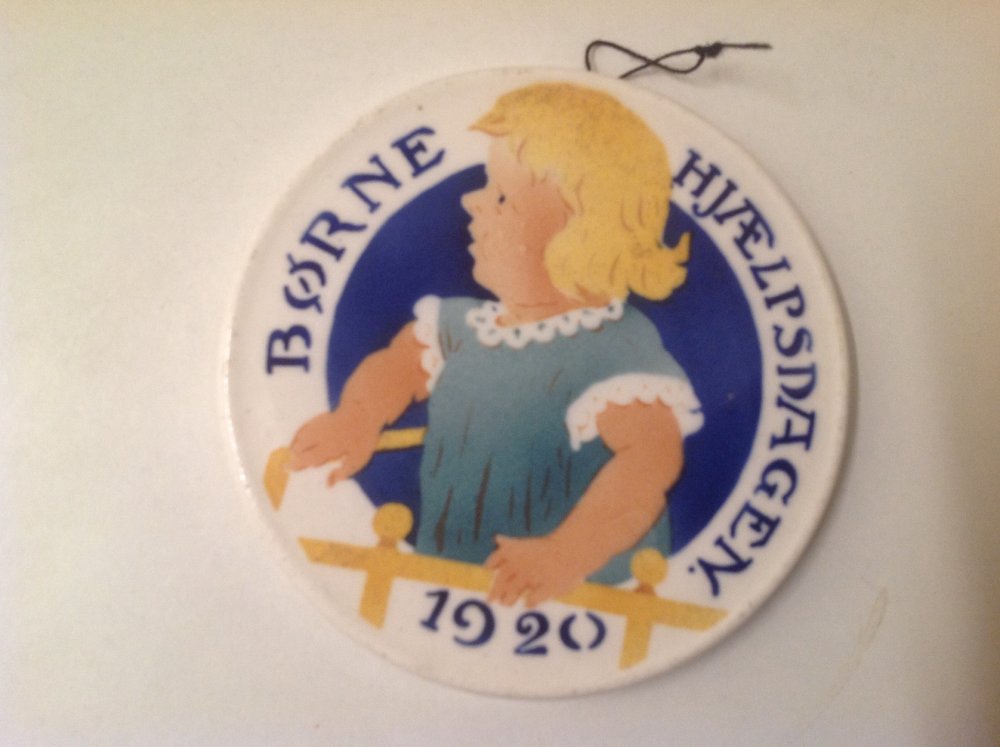 BØRNE
HJÆLPSDAGEN.
1920